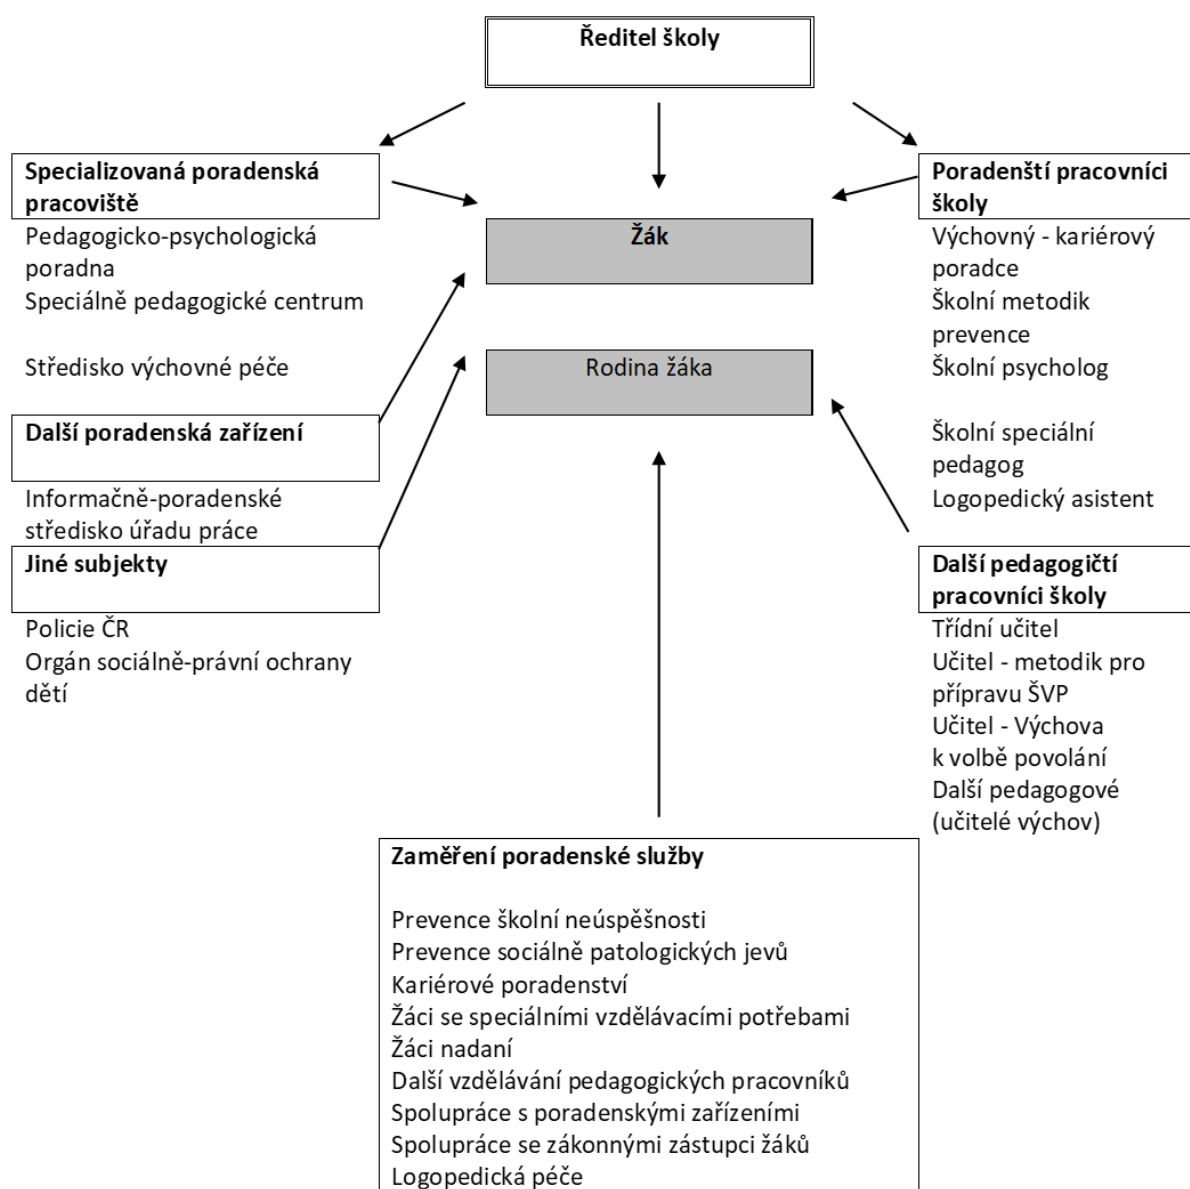 Ředitel školy
Specializovaná poradenská
pracoviště
Pedagogicko-psychologická
poradna
Speciálně pedagogické centrum
Středisko výchovné péče
Další poradenská zařízení
Informačně-poradenské
středisko úřadu práce
Jiné subjekty
Policie ČR
Orgán sociálně-právní ochrany
dětí
Žák
Rodina žáka
Poradenští pracovníci
školy
Výchovný - kariérový
poradce
Školní metodik
prevence
Školní psycholog
Školní speciální
pedagog
Logopedický asistent
Další pedagogičtí
pracovníci školy
Třídní učitel
Učitel - metodik pro
přípravu ŠVP
Učitel - Výchova
k volbě povolání
Další pedagogové
(učitelé výchov)
Zaměření poradenské služby
Prevence školní neúspěšnosti
Prevence sociálně patologických jevů
Kariérové poradenství
Žáci se speciálními vzdělávacími potřebami
Žáci nadaní
Další vzdělávání pedagogických pracovníků
Spolupráce s poradenskými zařízeními
Spolupráce se zákonnými zástupci žáků
Logopedická péče